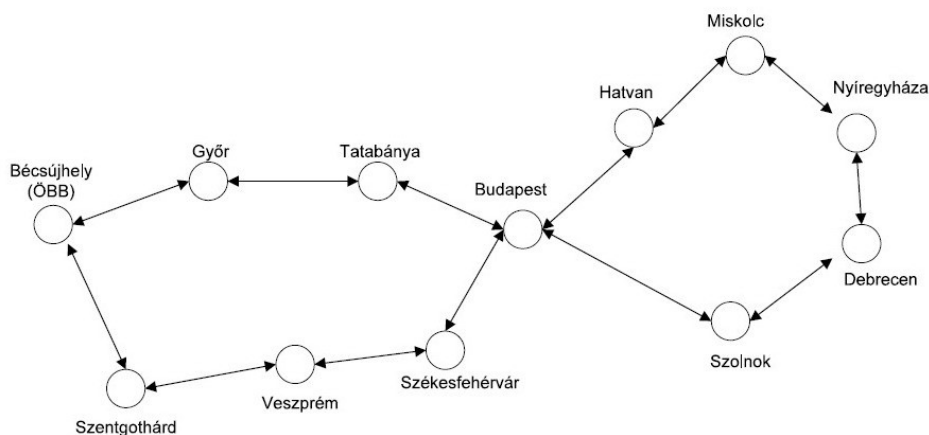 Miskolc
Hatvan
Nyíregyháza
Győr
Tatabánya
Bécsújhely
(ÖBB)
Budapest
Debrecen
Szolnok
Székesfehérvár
Veszprém
Szentgothárd